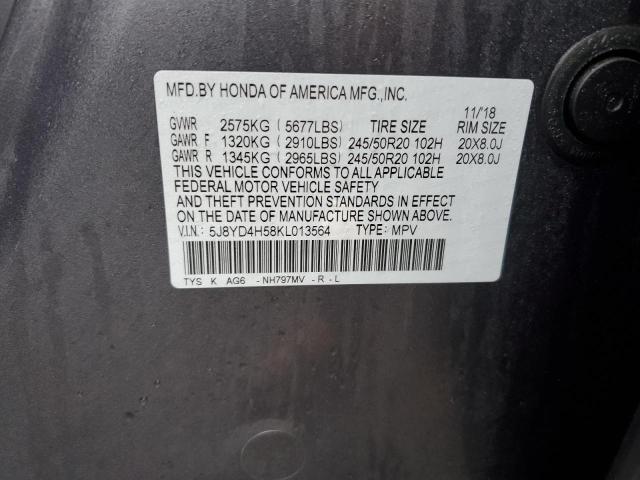 MFD.BY HONDA OF AMERICA MFG.,INC.
11/'18
GVWR 2575KG ( 5677LBS) TIRE SIZE RIM SIZE
GAWR F 1320KG ( 2910LBS) 245/50R20 102H 20X8.0J
GAWR R 1345KG ( 2965LBS) 245/50R20 102H 20X8.0J
THIS VEHICLE CONFORMS TO ALL APPLICABLE
FEDERAL MOTOR VEHICLE SAFETY
AND THEFT PREVENTION STANDARDS IN EFFECT
ON THE DATE OF MANUFACTURE SHOWN ABOVE.
V.I.N.: 5J8YD4H58KL013564 TYPE: MPV
TYS K AG6 -NH797MV -R-L